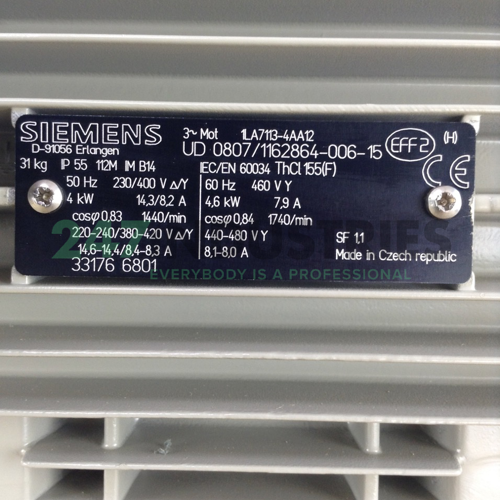 SIEMENS
D-91056 Erlangen
3~ Mot 1LA7113-4AA12
UD 0807/1162864-006-15
EFF2
(H)
CE
31 kg IP 55 112M IM B14 IEC/EN 60034 ThCl 155(F)
50 Hz 230/400 V Δ/Y 60 Hz 460 V Y
4 kW 14,3/8,2 A 4,6 kW 7,9 A
cosφ 0,83 1440/min cosφ 0,84 1740/min
220-240/380-420 V Δ/Y 440-480 V Y SF 1,1
14,6-14,4/8,4-8,3 A 8,1-8,0 A Made in Czech republic
33176 6801
EVERYBODY IS A PROFESSIONAL